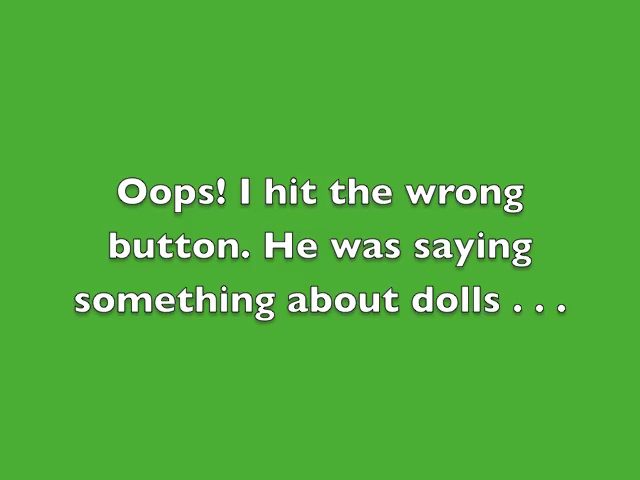 Oops! I hit the wrong
button. He was saying
something about dolls . . .